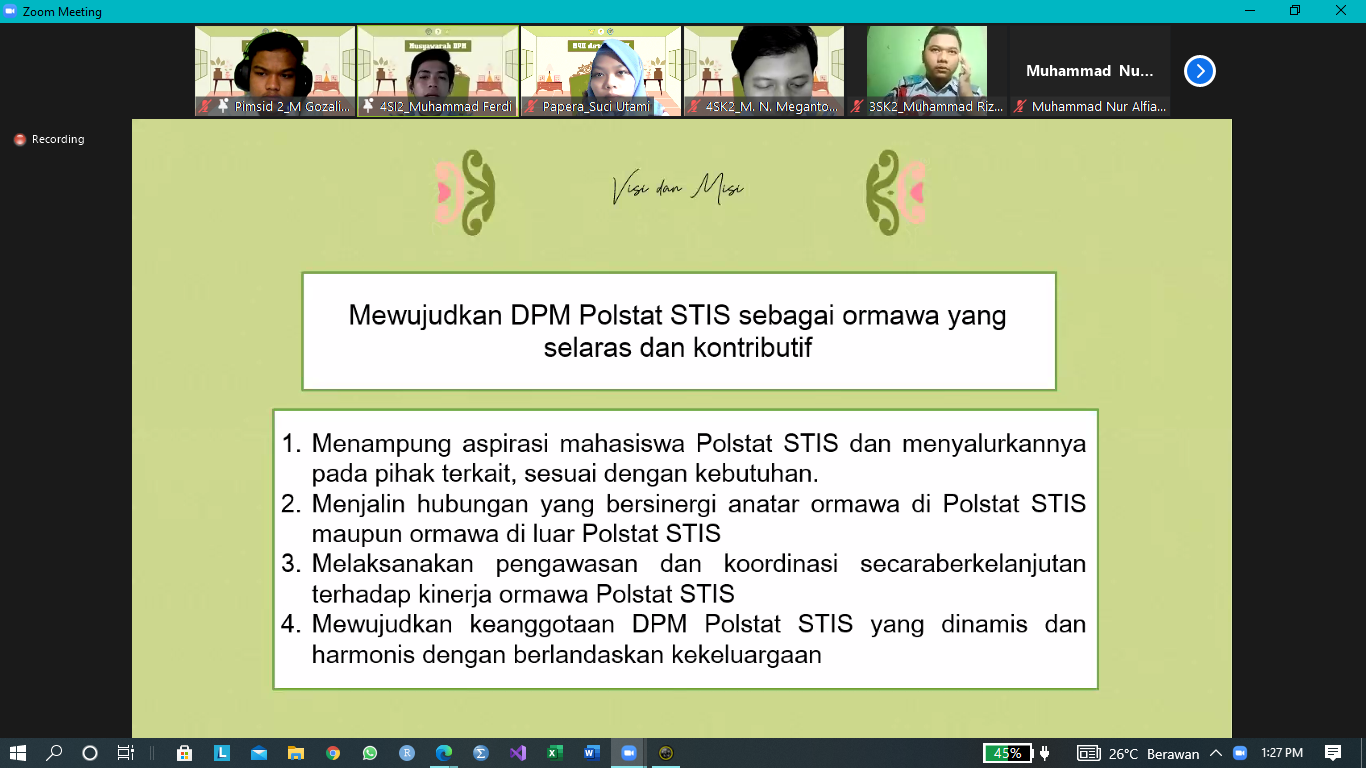 Zoom Meeting
Musyawarah DPM
Pimsid 2_M Gozali...
4SI2_Muhammad Ferdi
Papera_Suci Utami
4SK2_M. N. Meganto...
3SK2_Muhammad Riz...
Muhammad Nu...
Muhammad Nur Alfia...
Recording
Visi dan Misi
Mewujudkan DPM Polstat STIS sebagai ormawa yang
selaras dan kontributif
1. Menampung aspirasi mahasiswa Polstat STIS dan menyalurkannya
pada pihak terkait, sesuai dengan kebutuhan.
2. Menjalin hubungan yang bersinergi anatar ormawa di Polstat STIS
maupun ormawa di luar Polstat STIS
3. Melaksanakan pengawasan dan koordinasi secaraberkelanjutan
terhadap kinerja ormawa Polstat STIS
4. Mewujudkan keanggotaan DPM Polstat STIS yang dinamis dan
harmonis dengan berlandaskan kekeluargaan
45%
26°C Berawan
1:27 PM